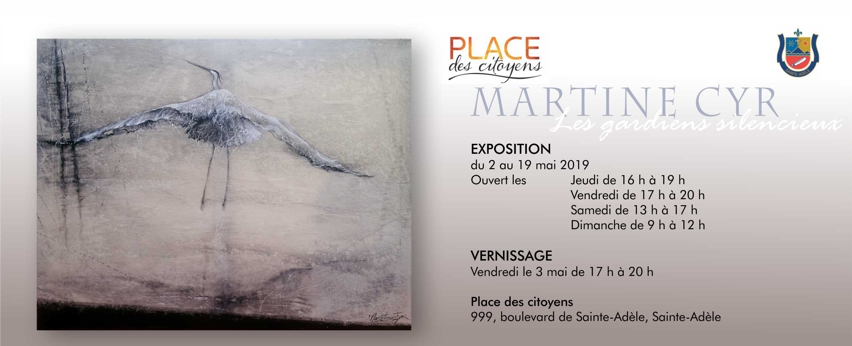 PLACE
des citoyens
MARTINE CYR
Les gardiens silencieux
EXPOSITION
du 2 au 19 mai 2019
Ouvert les Jeudi de 16 h à 19 h
Vendredi de 17 h à 20 h
Samedi de 13 h à 17 h
Dimanche de 9 h à 12 h
VERNISSAGE
Vendredi le 3 mai de 17 h à 20 h
Place des citoyens
999, boulevard de Sainte-Adèle, Sainte-Adèle